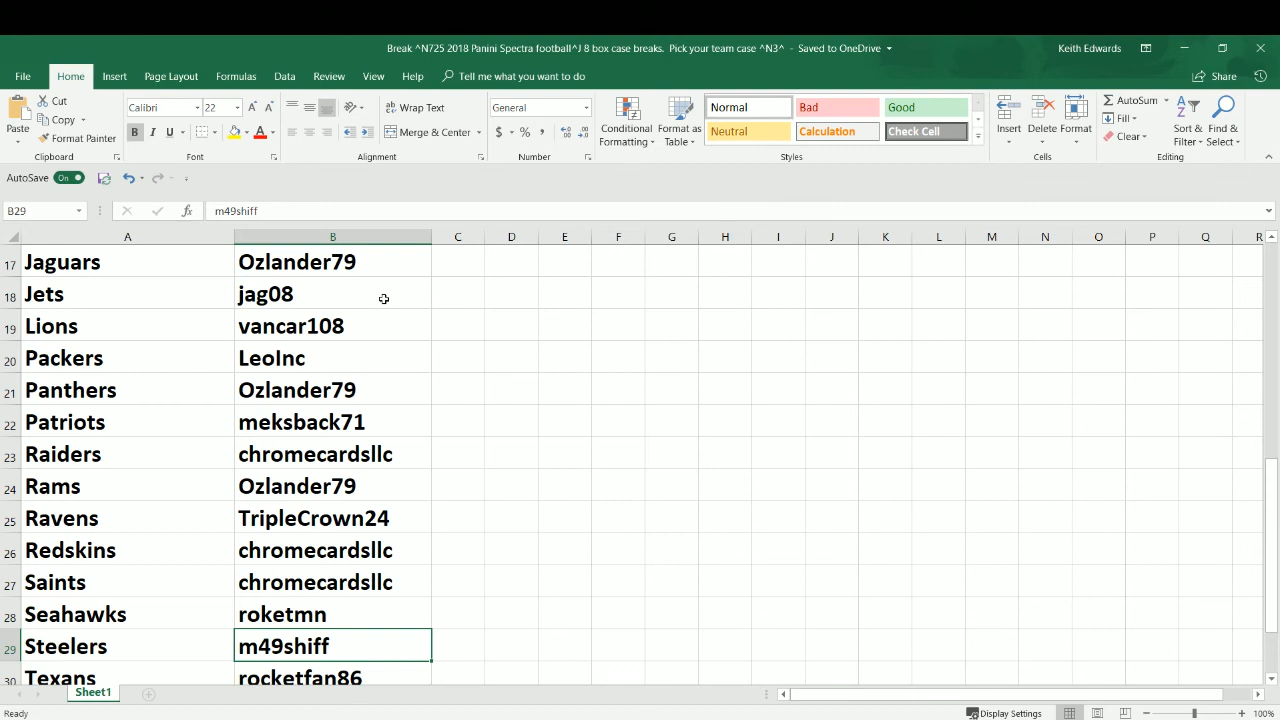 Break ^N725 2018 Panini Spectra football^J 8 box case breaks. Pick your team case ^N3^ - Saved to OneDrive
Keith Edwards
File Home Insert Page Layout Formulas Data Review View Help Tell me what you want to do
Share
Paste
Cut
Copy
Format Painter
Clipboard
Calibri 22
B I U
Font
Wrap Text
Merge & Center
Alignment
General
$ % ,
Number
Conditional Formatting
Format as Table
Normal Bad Good
Neutral Calculation Check Cell
Styles
Insert Delete Format
Cells
AutoSum
Fill
Clear
Sort & Filter
Find & Select
Editing
AutoSave On
B29
fx
m49shiff
A B C D E F G H I J K L M N O P Q R
17 Jaguars Ozlander79
18 Jets jag08
19 Lions vancar108
20 Packers LeoInc
21 Panthers Ozlander79
22 Patriots meksback71
23 Raiders chromecardsllc
24 Rams Ozlander79
25 Ravens TripleCrown24
26 Redskins chromecardsllc
27 Saints chromecardsllc
28 Seahawks roketmn
29 Steelers m49shiff
30 Texans rocketfan86
Sheet1
Ready
Display Settings
100%